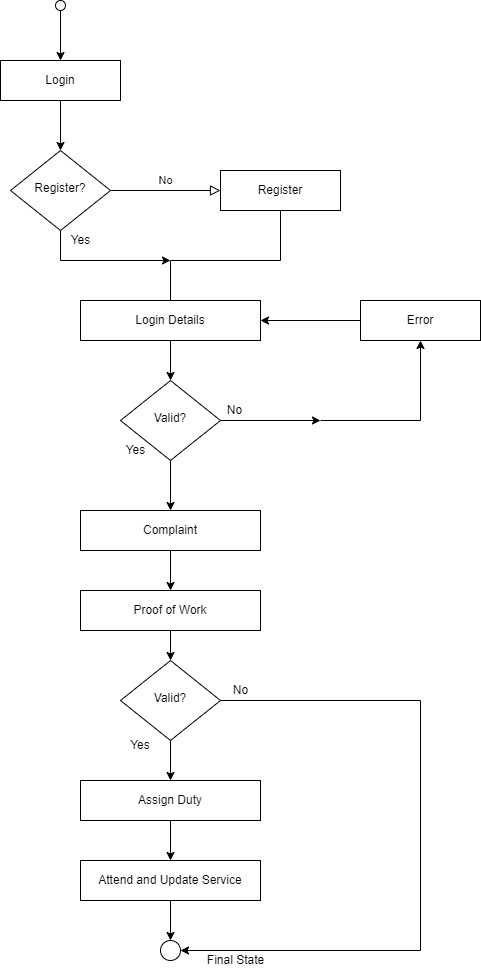 Login
Register?
No
Register
Yes
Login Details
Error
Valid?
No
Yes
Complaint
Proof of Work
Valid?
No
Yes
Assign Duty
Attend and Update Service
Final State